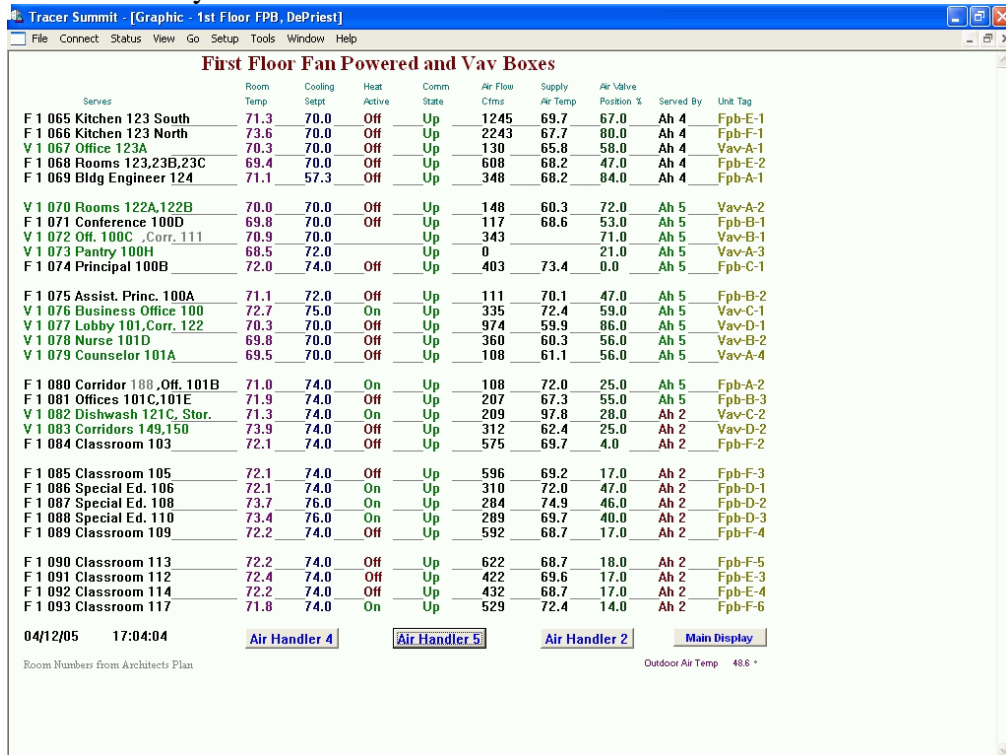 Tracer Summit - [Graphic - 1st Floor FPB, DePriest]
File Connect Status View Go Setup Tools Window Help
First Floor Fan Powered and Vav Boxes
Room Cooling Heat Comm Air Flow Supply Air Valve
Serves Temp Setpt Active State Cfms Air Temp Position % Served By Unit Tag
F 1 065 Kitchen 123 South 71.3 70.0 Off Up 1245 69.7 67.0 Ah 4 Fpb-E-1
F 1 066 Kitchen 123 North 73.6 70.0 Off Up 2243 67.7 80.0 Ah 4 Fpb-F-1
V 1 067 Office 123A 70.3 70.0 Off Up 130 65.8 58.0 Ah 4 Vav-A-1
F 1 068 Rooms 123,23B,23C 69.4 70.0 Off Up 608 68.2 47.0 Ah 4 Fpb-E-2
F 1 069 Bldg Engineer 124 71.1 57.3 Off Up 348 68.2 84.0 Ah 4 Fpb-A-1
V 1 070 Rooms 122A,122B 70.0 70.0 Off Up 148 60.3 72.0 Ah 5 Vav-A-2
F 1 071 Conference 100D 69.8 70.0 Off Up 117 68.6 53.0 Ah 5 Fpb-B-1
V 1 072 Off. 100C ,Corr. 111 70.9 70.0 Up 343 71.0 Ah 5 Vav-B-1
V 1 073 Pantry 100H 68.5 72.0 Up 0 21.0 Ah 5 Vav-A-3
F 1 074 Principal 100B 72.0 74.0 Off Up 403 73.4 0.0 Ah 5 Fpb-C-1
F 1 075 Assist. Princ. 100A 71.1 72.0 Off Up 111 70.1 47.0 Ah 5 Fpb-B-2
V 1 076 Business Office 100 72.7 75.0 On Up 335 72.4 59.0 Ah 5 Vav-C-1
V 1 077 Lobby 101,Corr. 122 70.3 70.0 Off Up 974 59.9 86.0 Ah 5 Vav-D-1
V 1 078 Nurse 101D 69.8 70.0 Off Up 360 60.3 56.0 Ah 5 Vav-B-2
V 1 079 Counselor 101A 69.5 70.0 Off Up 108 61.1 56.0 Ah 5 Vav-A-4
F 1 080 Corridor 188 ,Off. 101B 71.0 74.0 On Up 108 72.0 25.0 Ah 5 Fpb-A-2
F 1 081 Offices 101C,101E 71.9 74.0 Off Up 207 67.3 55.0 Ah 5 Fpb-B-3
V 1 082 Dishwash 121C, Stor. 71.3 74.0 On Up 209 97.8 28.0 Ah 2 Vav-C-2
V 1 083 Corridors 149,150 73.9 74.0 Off Up 312 62.4 25.0 Ah 2 Vav-D-2
F 1 084 Classroom 103 72.1 74.0 Off Up 575 69.7 4.0 Ah 2 Fpb-F-2
F 1 085 Classroom 105 72.1 74.0 Off Up 596 69.2 17.0 Ah 2 Fpb-F-3
F 1 086 Special Ed. 106 72.1 74.0 On Up 310 72.0 47.0 Ah 2 Fpb-D-1
F 1 087 Special Ed. 108 73.7 76.0 On Up 284 74.9 46.0 Ah 2 Fpb-D-2
F 1 088 Special Ed. 110 73.4 76.0 On Up 289 69.7 40.0 Ah 2 Fpb-D-3
F 1 089 Classroom 109 72.2 74.0 Off Up 592 68.7 17.0 Ah 2 Fpb-F-4
F 1 090 Classroom 113 72.2 74.0 Off Up 622 68.7 18.0 Ah 2 Fpb-F-5
F 1 091 Classroom 112 72.4 74.0 Off Up 422 69.6 17.0 Ah 2 Fpb-E-3
F 1 092 Classroom 114 72.2 74.0 Off Up 432 68.7 17.0 Ah 2 Fpb-E-4
F 1 093 Classroom 117 71.8 74.0 On Up 529 72.4 14.0 Ah 2 Fpb-F-6
04/12/05 17:04:04 Air Handler 4 Air Handler 5 Air Handler 2 Main Display
Room Numbers from Architects Plan Outdoor Air Temp 48.6 °